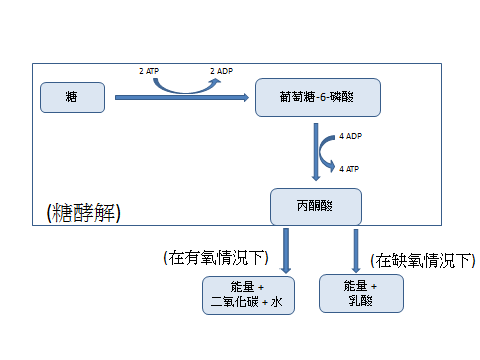 2 ATP
2 ADP
糖
葡萄糖-6-磷酸
4 ADP
4 ATP
丙酮酸
(糖酵解)
(在有氧情況下)
(在缺氧情況下)
能量 +
二氧化碳 + 水
能量 +
乳酸